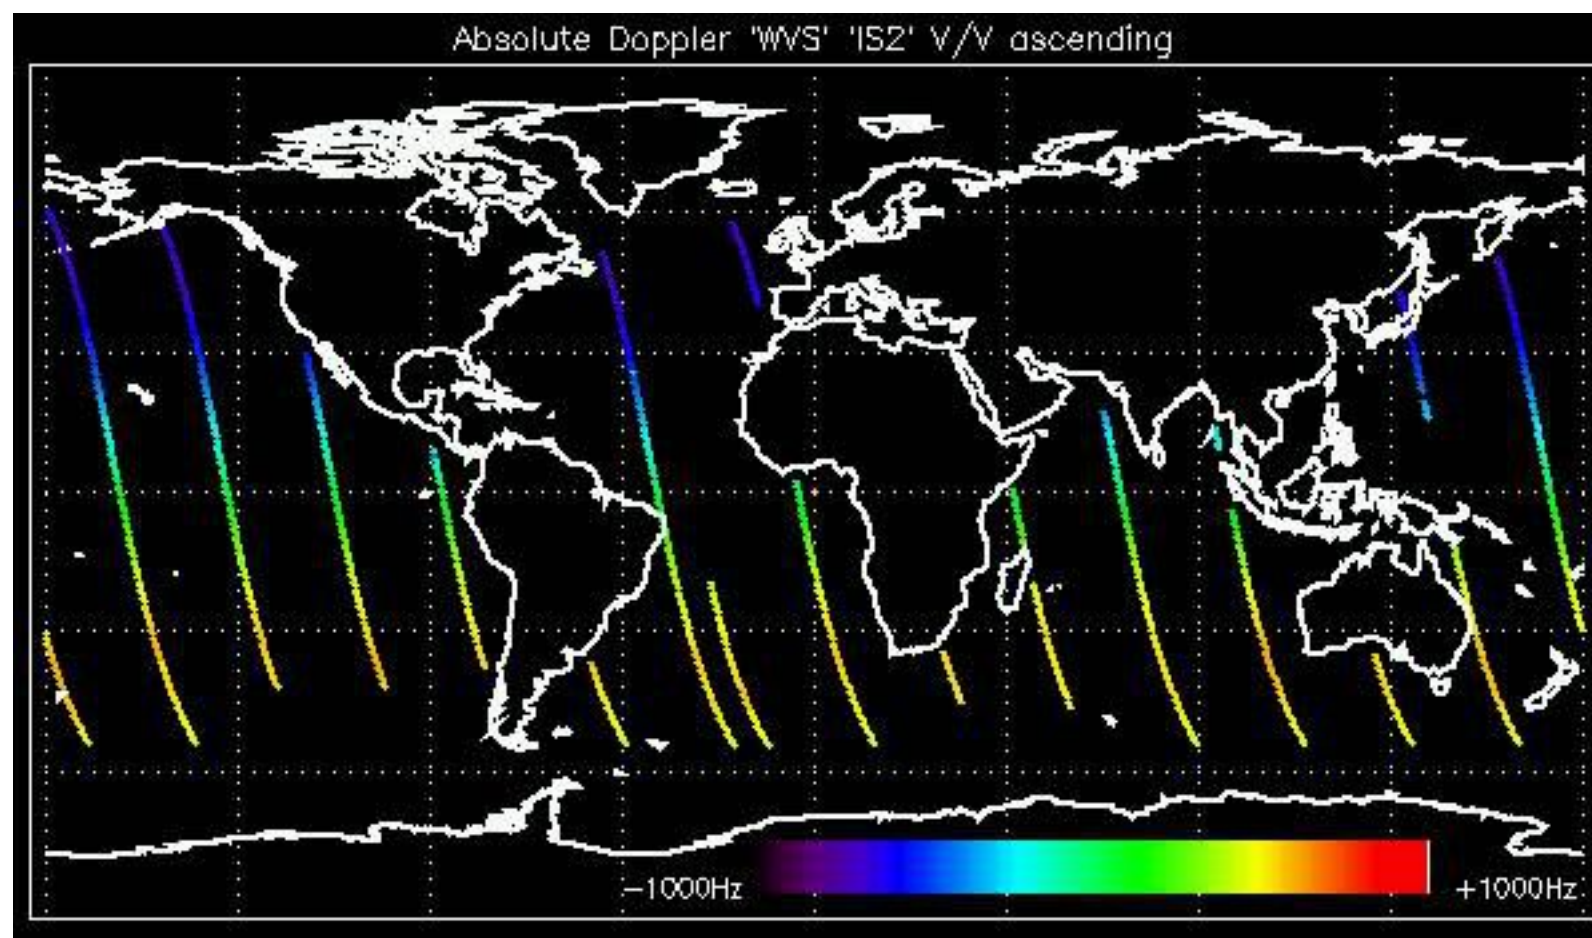 Absolute Doppler 'WVS' 'IS2' V/V ascending
-1000Hz +1000Hz